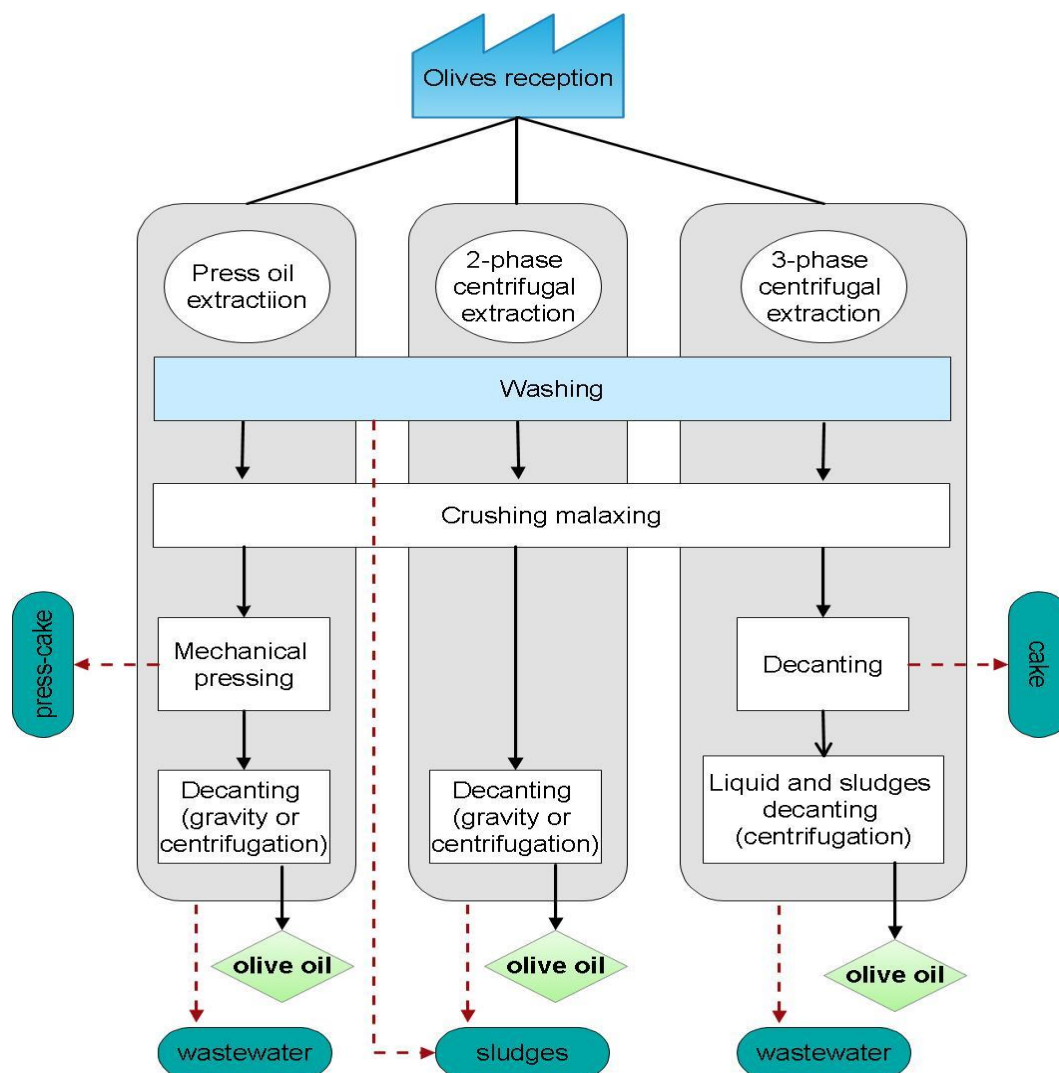 Olives reception
Press oil
extractiion
2-phase
centrifugal
extraction
3-phase
centrifugal
extraction
Washing
Crushing malaxing
press-cake
Mechanical
pressing
Decanting
cake
Decanting
(gravity or
centrifugation)
Decanting
(gravity or
centrifugation)
Liquid and sludges
decanting
(centrifugation)
olive oil
olive oil
olive oil
wastewater
sludges
wastewater